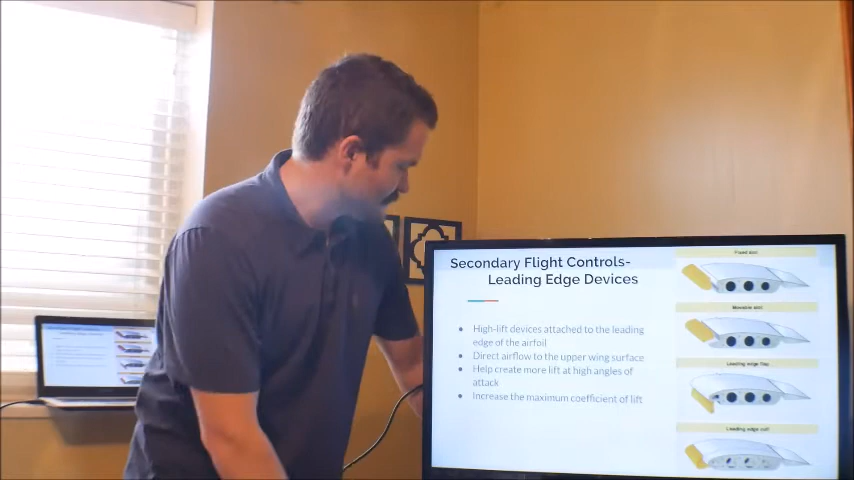 Secondary Flight Controls-
Leading Edge Devices
● High-lift devices attached to the leading
edge of the airfoil
● Direct airflow to the upper wing surface
● Help create more lift at high angles of
attack
● Increase the maximum coefficient of lift
Fixed slot
Movable slot
Leading edge flap
Leading edge cuff